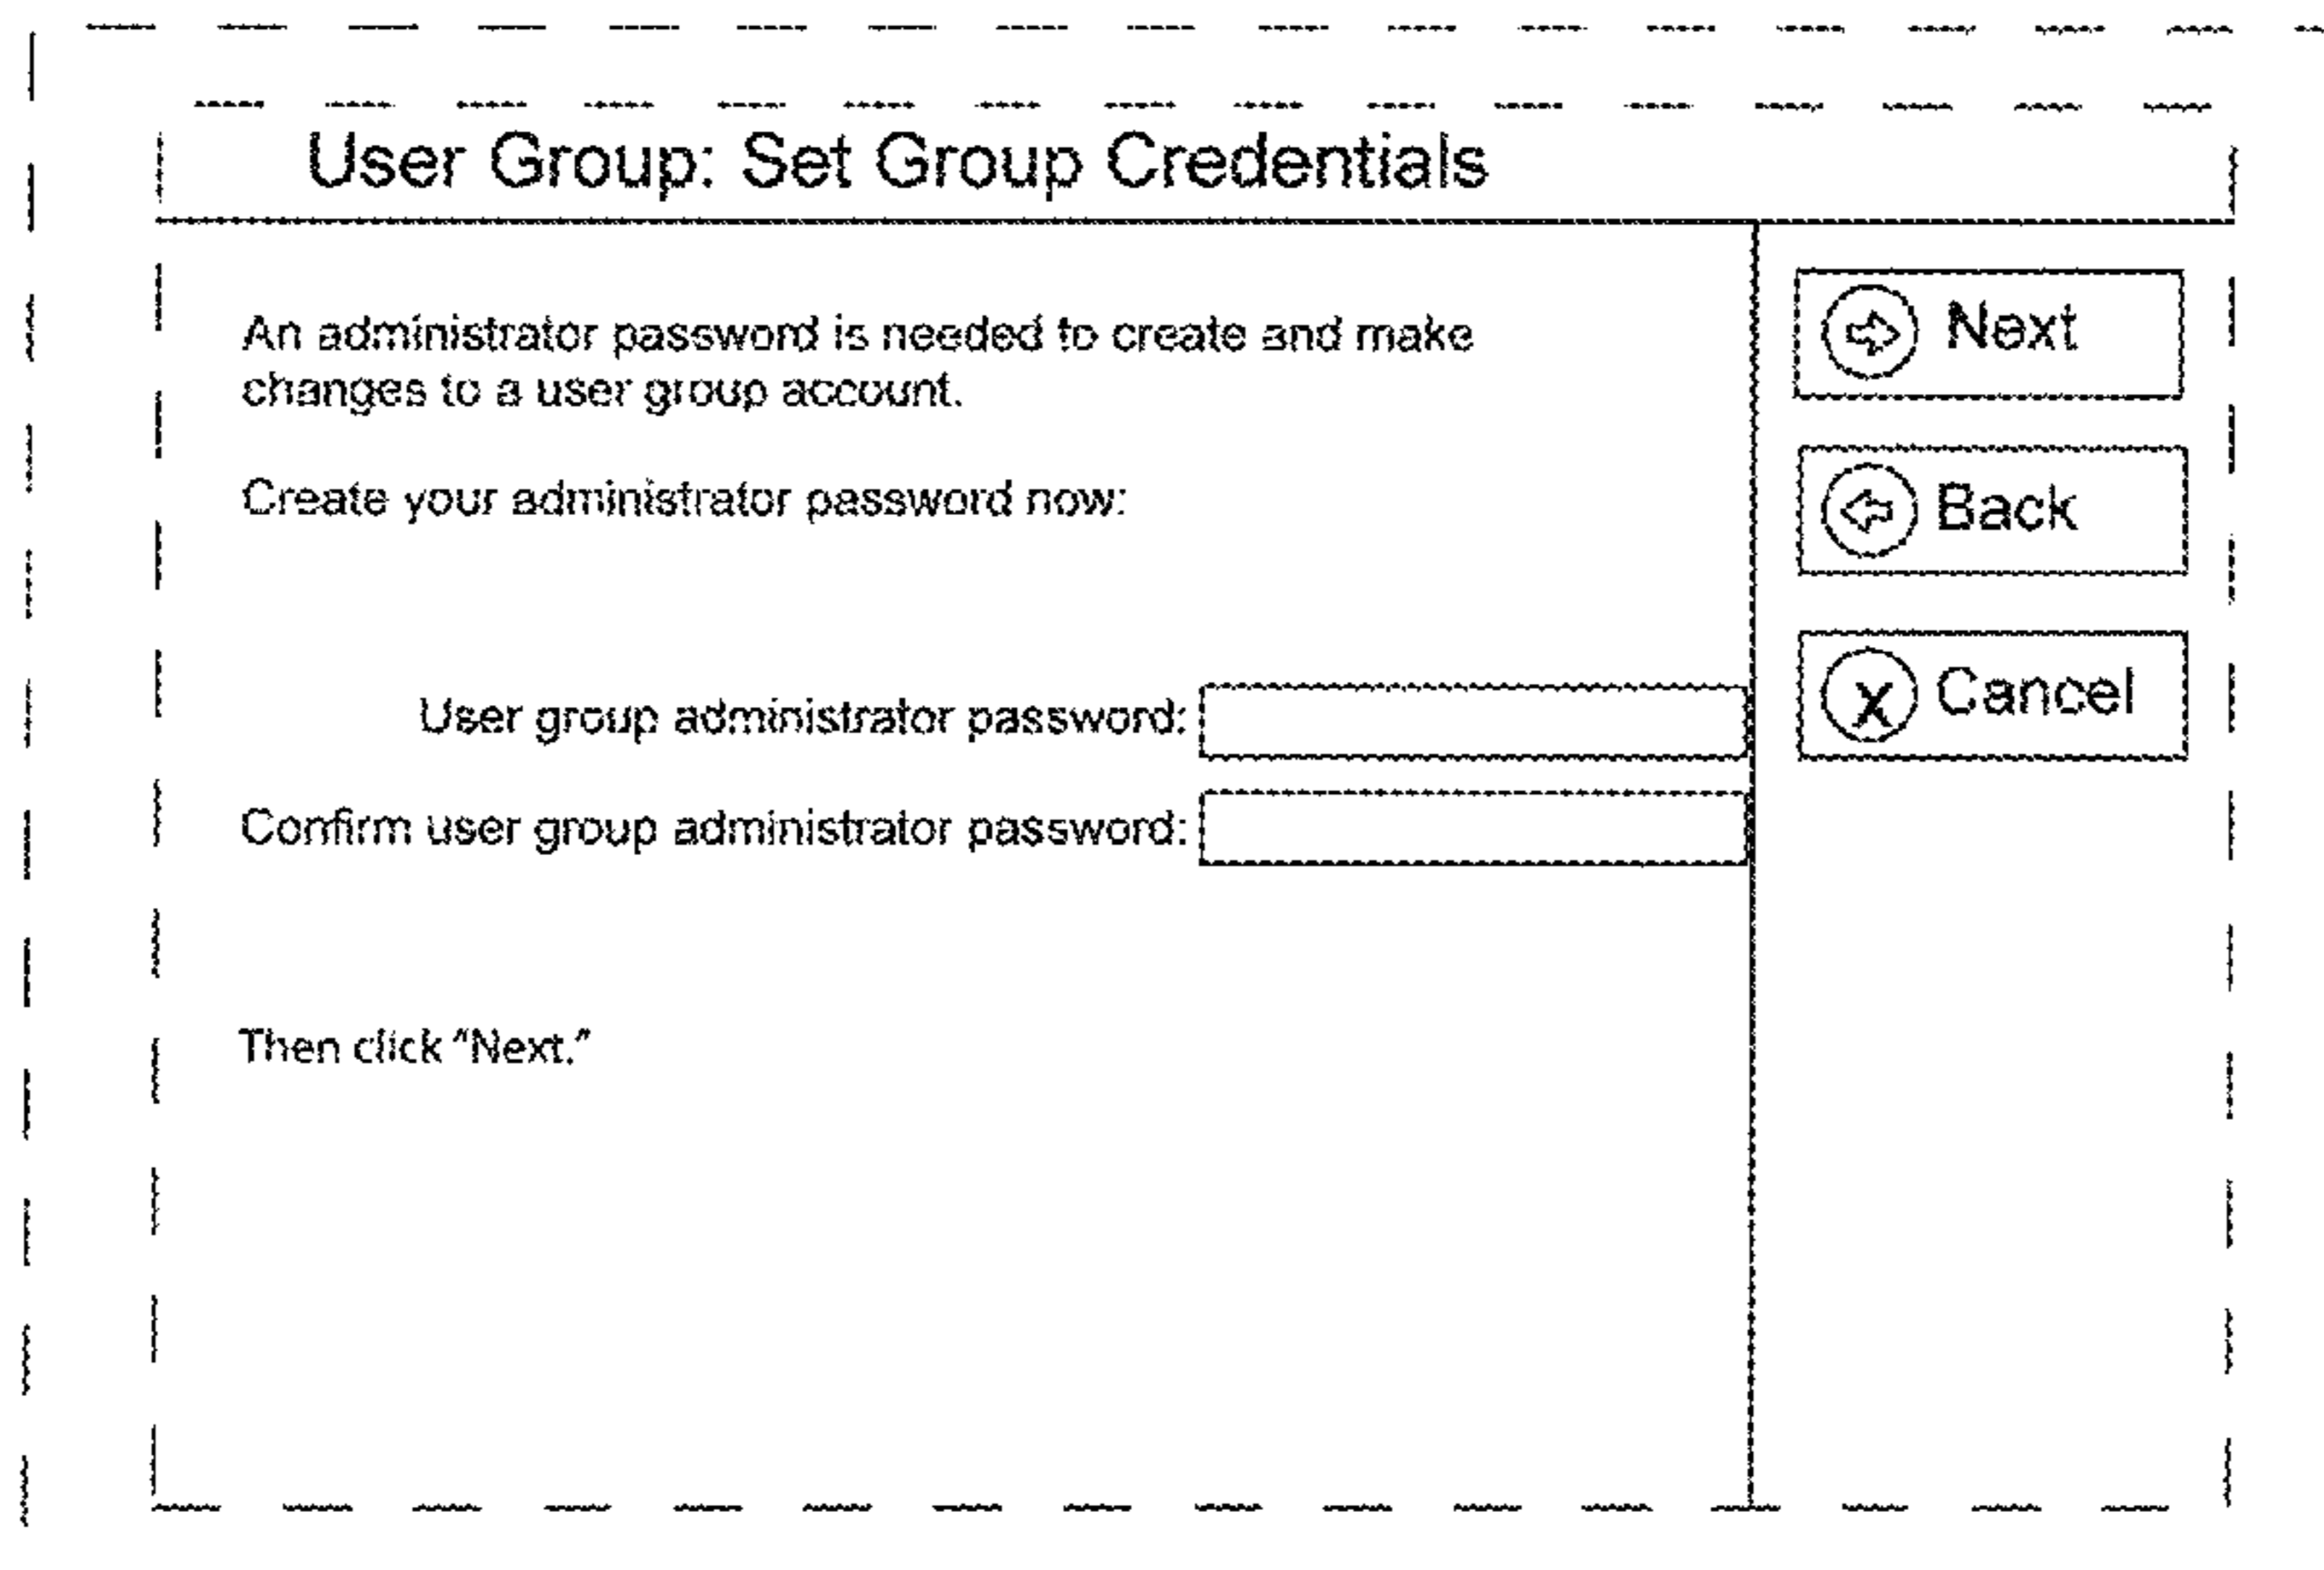 User Group: Set Group Credentials
An administrator password is needed to create and make
changes to a user group account.
Create your administrator password now:
User group administrator password:
Confirm user group administrator password:
Then click “Next.”
Next
Back
X Cancel